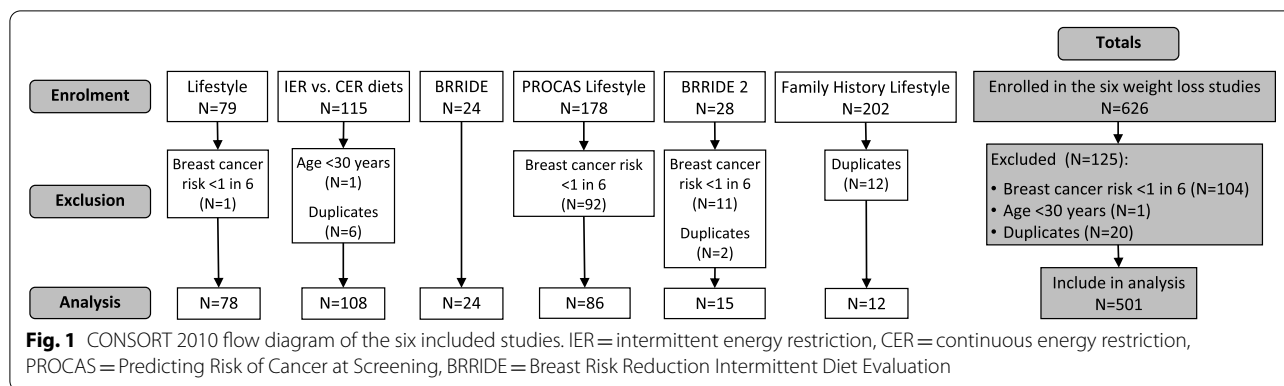 Totals
Enrolment
Lifestyle
N=79
IER vs. CER diets
N=115
BRRIDE
N=24
PROCAS Lifestyle
N=178
BRRIDE 2
N=28
Family History Lifestyle
N=202
Enrolled in the six weight loss studies
N=626
Exclusion
Breast cancer
risk <1 in 6
(N=1)
Age <30 years
(N=1)
Duplicates
(N=6)
Breast cancer risk
<1 in 6
(N=92)
Breast cancer
risk <1 in 6
(N=11)
Duplicates
(N=2)
Duplicates
(N=12)
Excluded (N=125):
• Breast cancer risk <1 in 6 (N=104)
• Age <30 years (N=1)
• Duplicates (N=20)
Analysis
N=78
N=108
N=24
N=86
N=15
N=12
Include in analysis
N=501
Fig. 1 CONSORT 2010 flow diagram of the six included studies. IER = intermittent energy restriction, CER = continuous energy restriction,
PROCAS = Predicting Risk of Cancer at Screening, BRRIDE = Breast Risk Reduction Intermittent Diet Evaluation